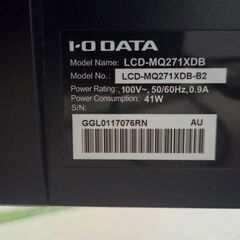 I-O DATA
Model Name: LCD-MQ271XDB
Model No.: LCD-MQ271XDB-B2
Power Rating: 100V~, 50/60Hz, 0.9A
Power Consumption: 41W
S/N:
GGL0117076RN AU